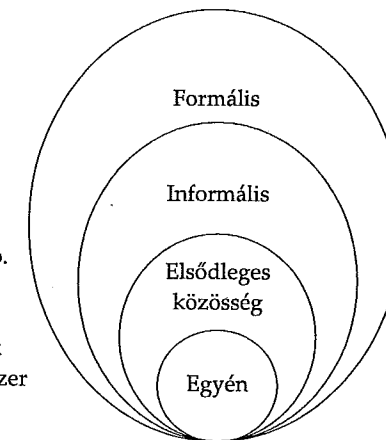 Formális
Informális
Elsődleges
közösség
Egyén